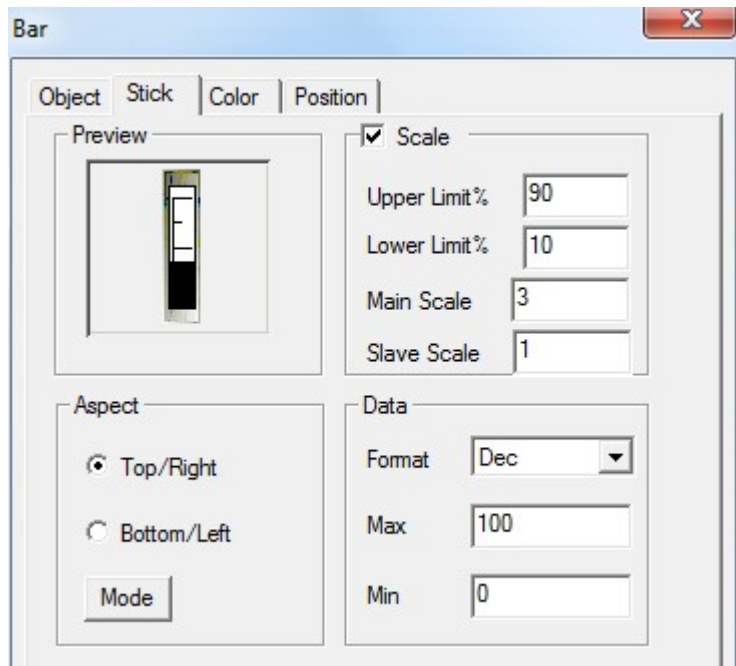 Bar
X
Object Stick Color Position
Preview
Scale
Upper Limit% 90
Lower Limit% 10
Main Scale 3
Slave Scale 1
Aspect
Top/Right
Bottom/Left
Mode
Data
Format Dec
Max 100
Min 0